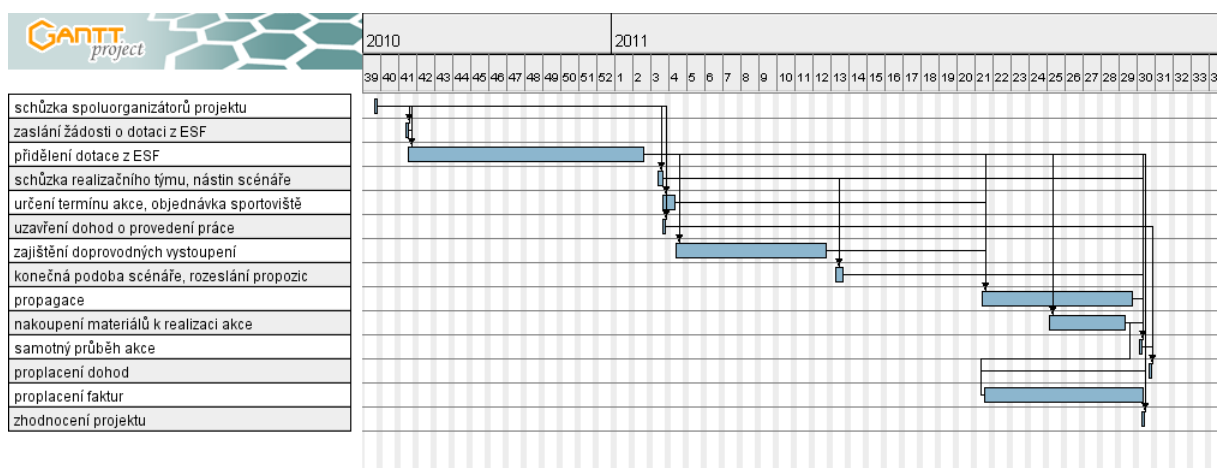 GANTT
project
2010 2011
39 40 41 42 43 44 45 46 47 48 49 50 51 52 1 2 3 4 5 6 7 8 9 10 11 12 13 14 15 16 17 18 19 20 21 22 23 24 25 26 27 28 29 30 31 32 33
schůzka spoluorganizátorů projektu
zaslání žádosti o dotaci z ESF
přidělení dotace z ESF
schůzka realizačního týmu, nástin scénáře
určení termínu akce, objednávka sportoviště
uzavření dohod o provedení práce
zajištění doprovodných vystoupení
konečná podoba scénáře, rozeslání propozic
propagace
nakoupení materiálů k realizaci akce
samotný průběh akce
proplacení dohod
proplacení faktur
zhodnocení projektu